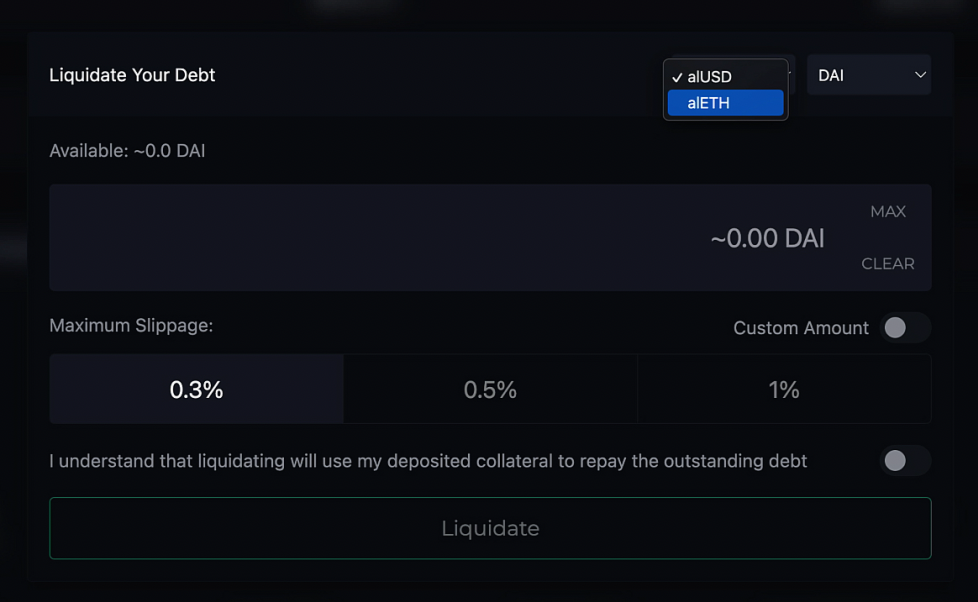 Liquidate Your Debt
✓ alUSD
alETH
DAI
Available: ~0.0 DAI
MAX
~0.00 DAI
CLEAR
Maximum Slippage:
Custom Amount
0.3%
0.5%
1%
I understand that liquidating will use my deposited collateral to repay the outstanding debt
Liquidate